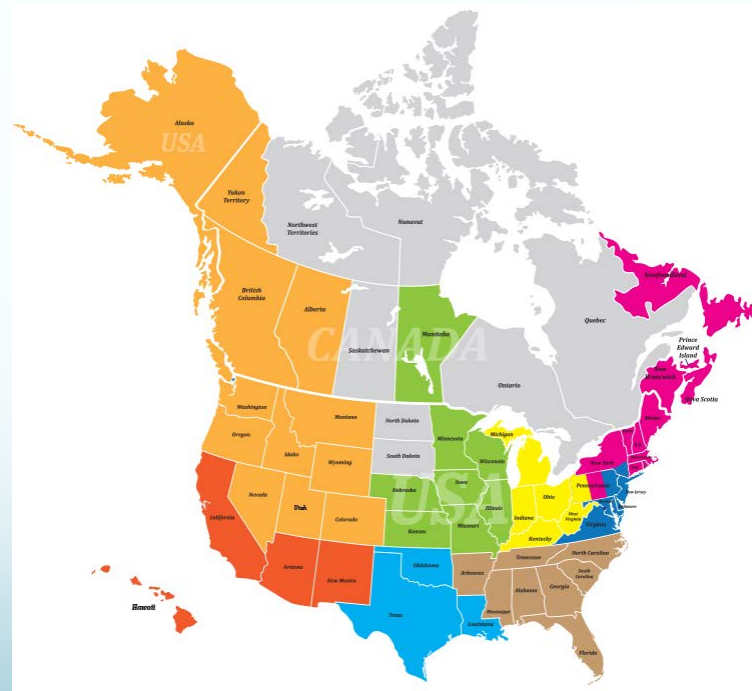 Alaska
USA
Yukan
Territory
Northwest
Territories
Nunavut
Newfoundland
British
Columbia
Alberta
Quebec
Manitoba
CANADA
Saskatchewan
Prince
Edward
Island
New
Brunswick
Ontario
Nova Scotia
Washington
Montana
North Dakota
Maine
Michigan
Oregon
Minnesota
Idaho
Wyoming
South Dakota
Wisconsin
New York
Iowa
Nebraska
Pennsylvania
USA
Nevada
Utah
Ohio
New Jersey
Illinois
Indiana
California
Colorado
West
Virginia
Kansas
Missouri
Virginia
Kentucky
Oklahoma
Tennessee
North Carolina
Arizona
Arkansas
South
Carolina
New Mexico
Alabama
Georgia
Hawaii
Mississippi
Texas
Louisiana
Florida